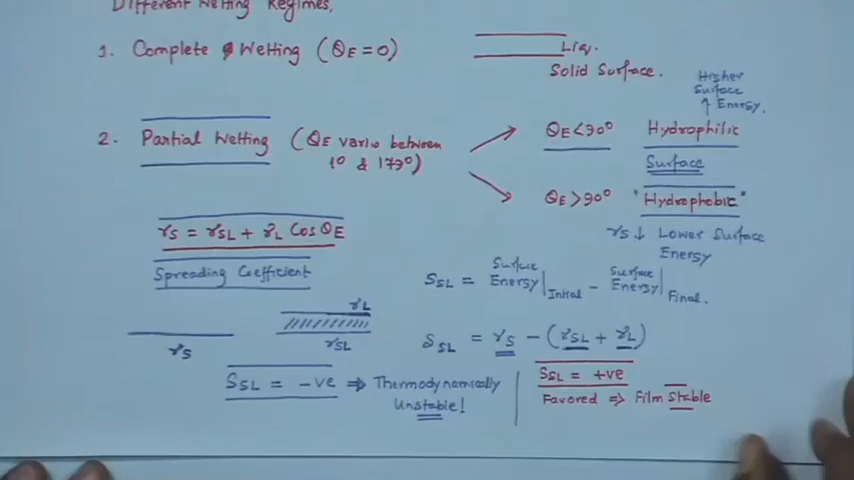 Different Wetting Regimes,
1. Complete Wetting (θE = 0)
Liq.
Solid Surface.
Higher
Surface
↑ Energy.
2. Partial Wetting (θE varies between
1° & 179°)
θE < 90° Hydrophilic
Surface
θE > 90° "Hydrophobic"
γS ↓ Lower Surface
Energy
γS = γSL + γL Cos θE
Spreading Coefficient
SSL = Surface Energy|Initial - Surface Energy|Final.
γL
γS
γSL
SSL = γS - (γSL + γL)
SSL = -ve ⇒ Thermodynamically
Unstable!
SSL = +ve
Favored ⇒ Film Stable